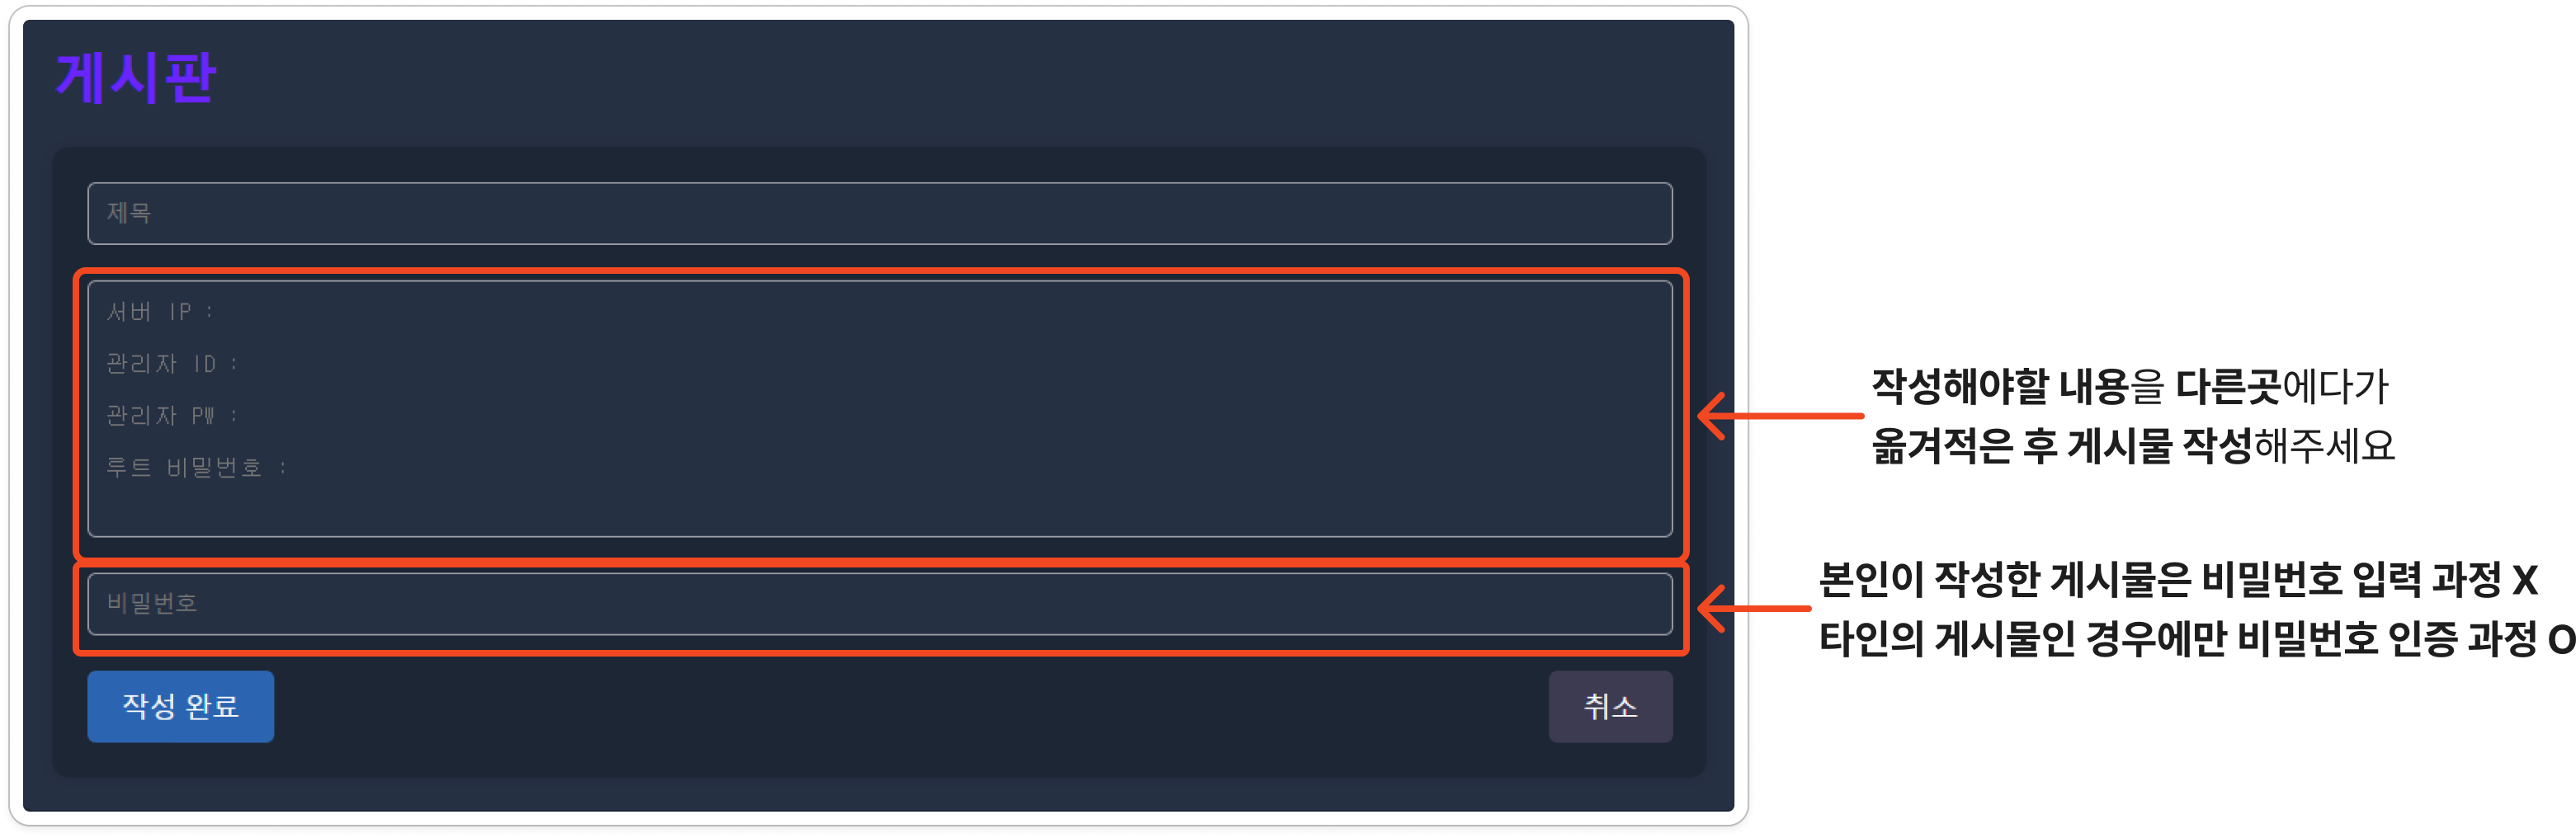 게시판
제목
서버 IP :
관리자 ID :
관리자 PW :
루트 비밀번호 :
작성해야할 내용을 다른곳에다가
옮겨적은 후 게시물 작성해주세요
비밀번호
본인이 작성한 게시물은 비밀번호 입력 과정 X
타인의 게시물인 경우에만 비밀번호 인증 과정 O
작성 완료
취소